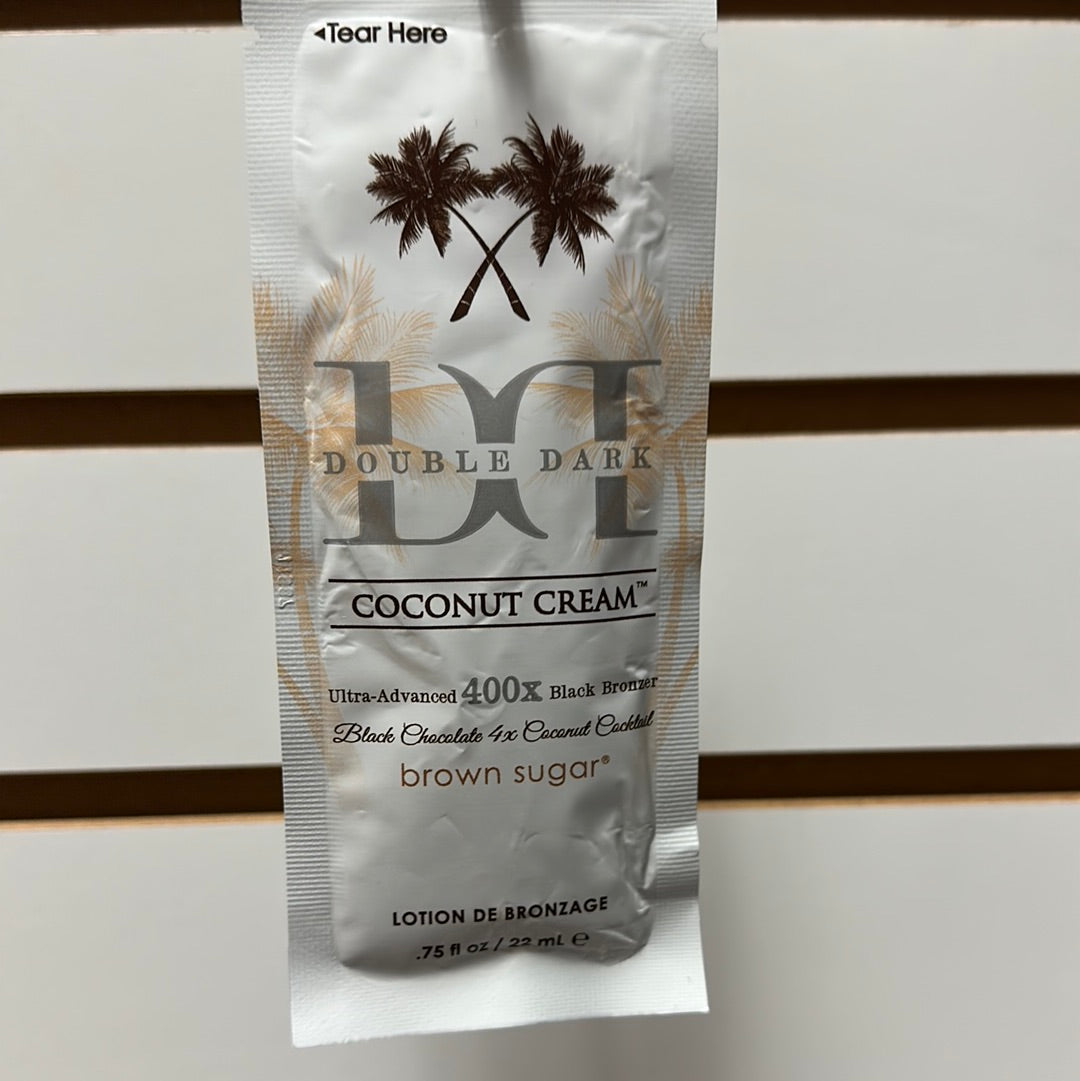 ◂Tear Here
DD
DOUBLE DARK
COCONUT CREAM™
Ultra-Advanced 400x Black Bronzer
Black Chocolate 4x Coconut Cocktail
brown sugar®
LOTION DE BRONZAGE
.75 fl oz / 22 mL ℮